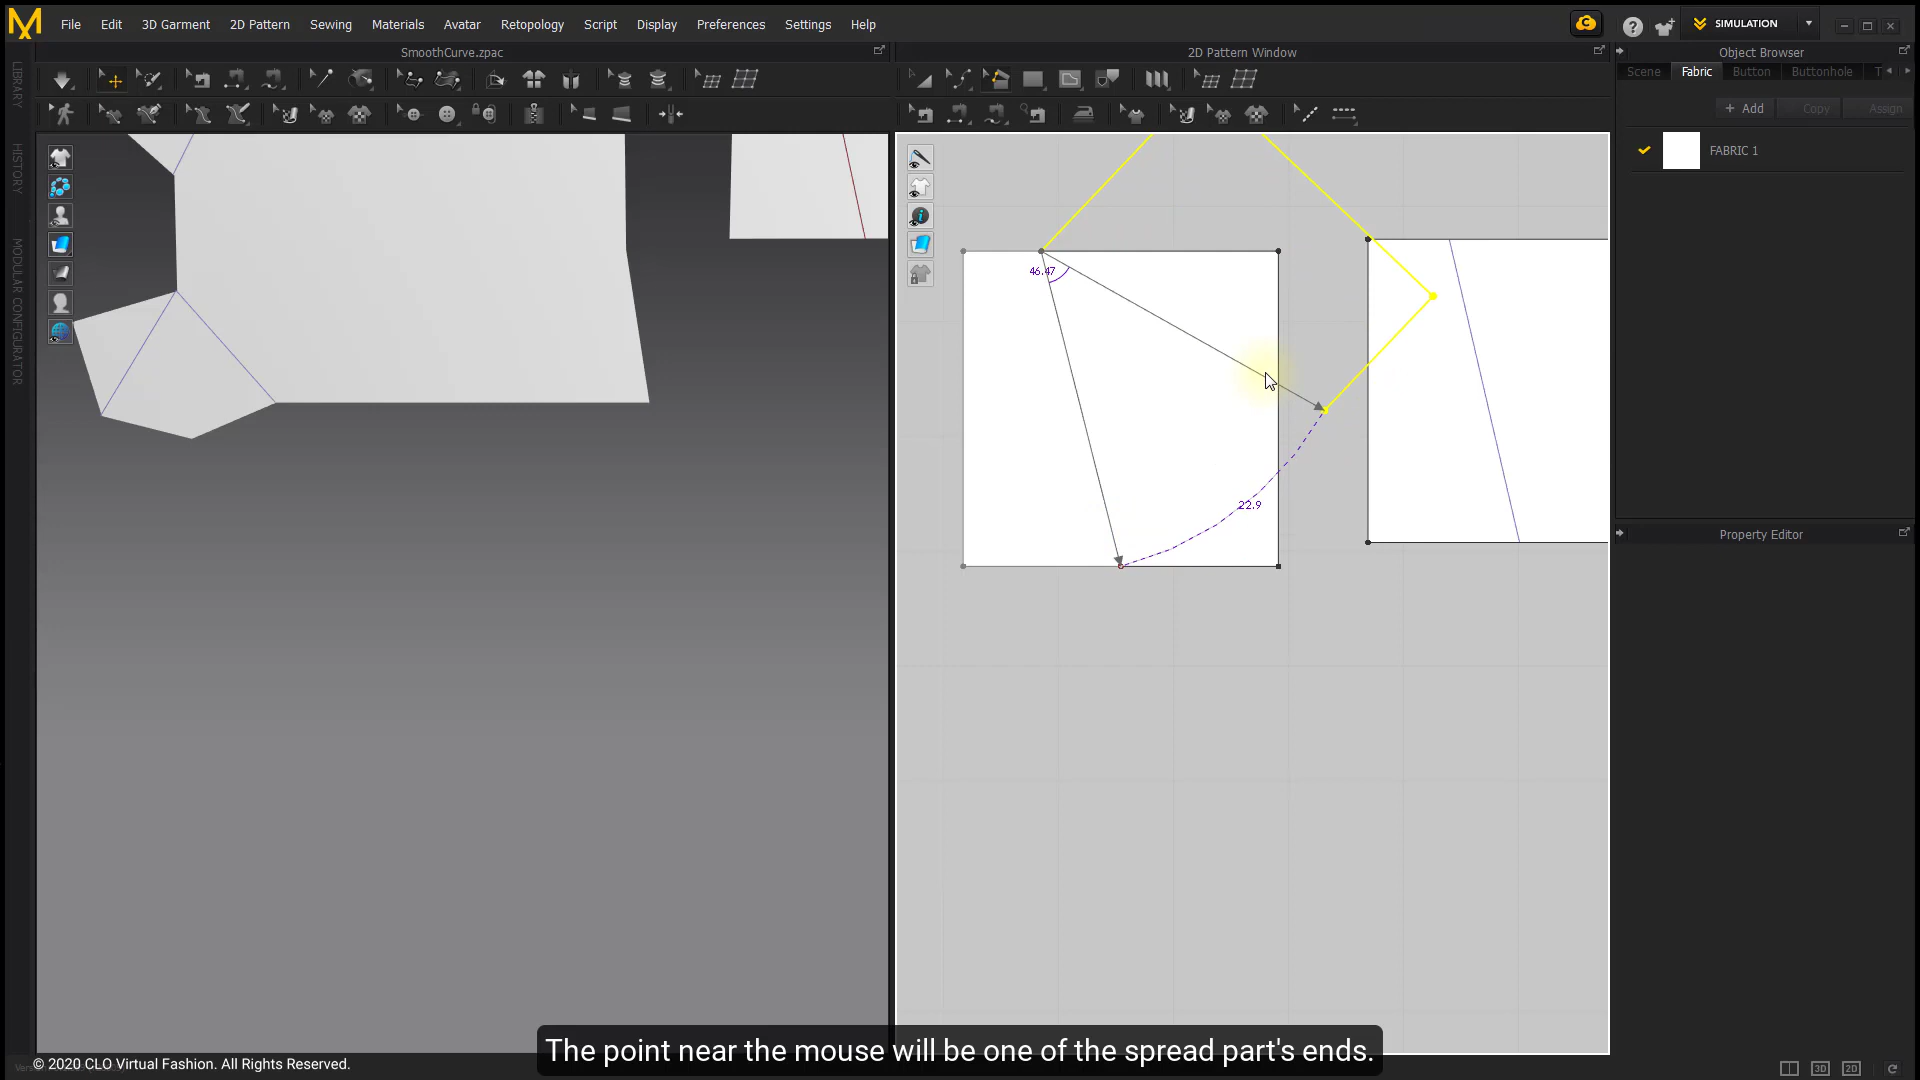 File Edit 3D Garment 2D Pattern Sewing Materials Avatar Retopology Script Display Preferences Settings Help
SIMULATION
SmoothCurve.zpac
2D Pattern Window
Object Browser
Scene Fabric Button Buttonhole T
+ Add Copy Assign
FABRIC 1
LIBRARY
HISTORY
MODULAR CONFIGURATOR
46.47
22.9
Property Editor
The point near the mouse will be one of the spread part's ends.
© 2020 CLO Virtual Fashion. All Rights Reserved.
3D 2D